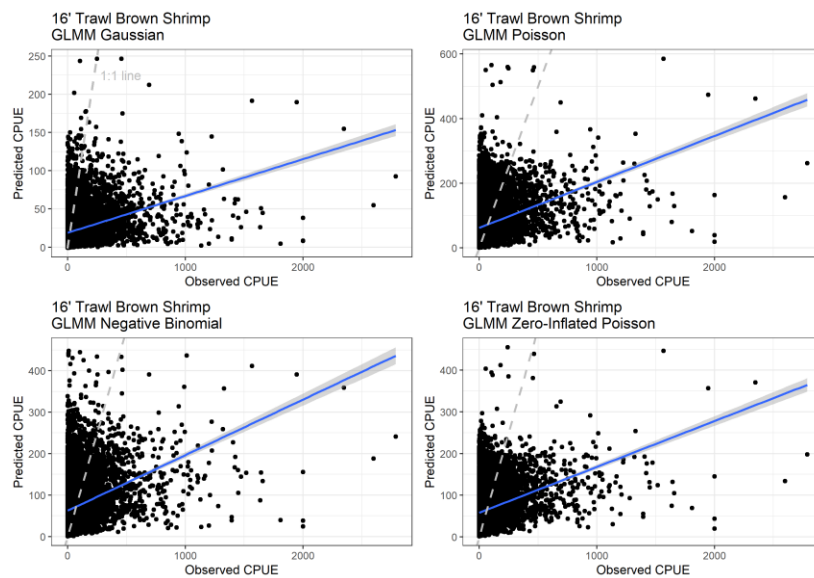 16' Trawl Brown Shrimp
GLMM Gaussian
250
200
150
100
50
0
Predicted CPUE
1:1 line
0
1000
2000
Observed CPUE
16' Trawl Brown Shrimp
GLMM Poisson
600
400
200
0
Predicted CPUE
0
1000
2000
Observed CPUE
16' Trawl Brown Shrimp
GLMM Negative Binomial
400
300
200
100
0
Predicted CPUE
0
1000
2000
Observed CPUE
16' Trawl Brown Shrimp
GLMM Zero-Inflated Poisson
400
300
200
100
0
Predicted CPUE
0
1000
2000
Observed CPUE